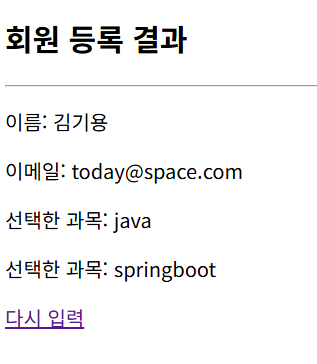 회원 등록 결과
이름: 김기용
이메일: today@space.com
선택한 과목: java
선택한 과목: springboot
다시 입력